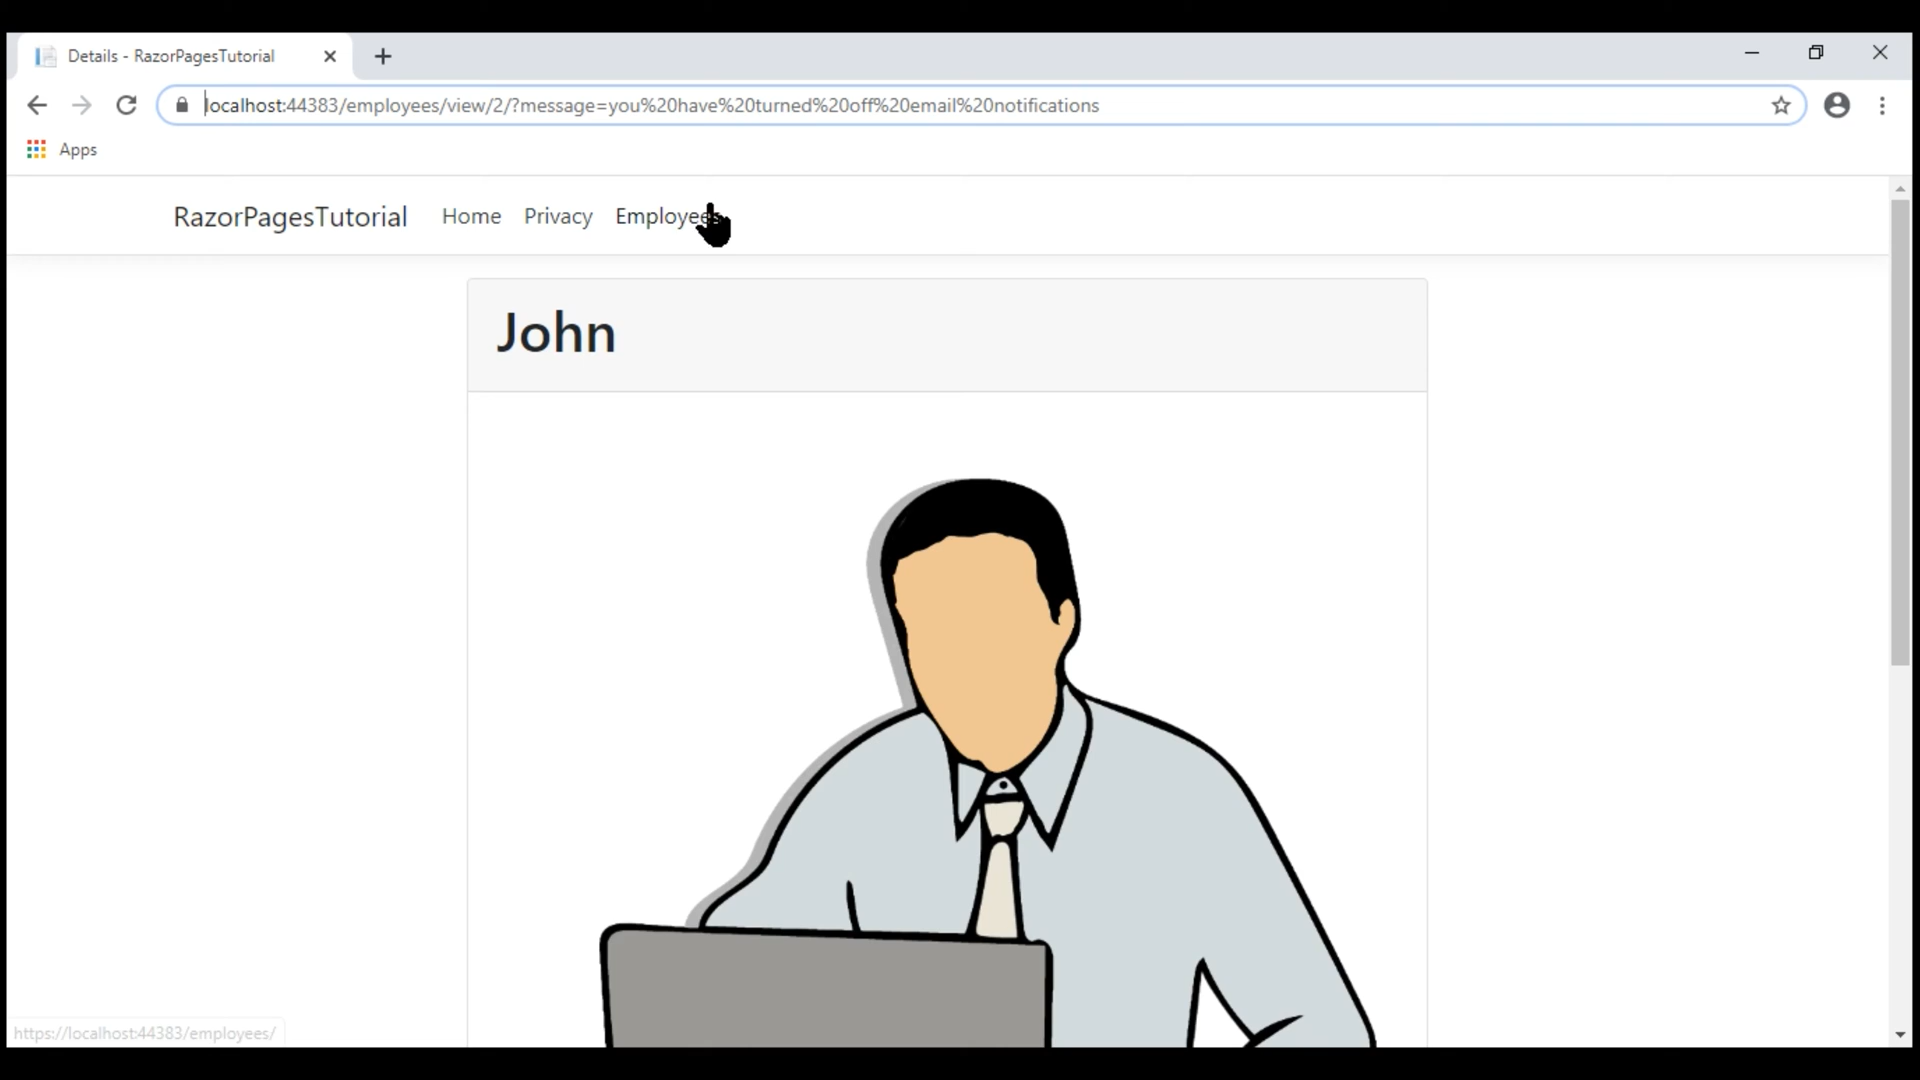 Details - RazorPagesTutorial
localhost:44383/employees/view/2/?message=you%20have%20turned%20off%20email%20notifications
Apps
RazorPagesTutorial Home Privacy Employees
John
https://localhost:44383/employees/